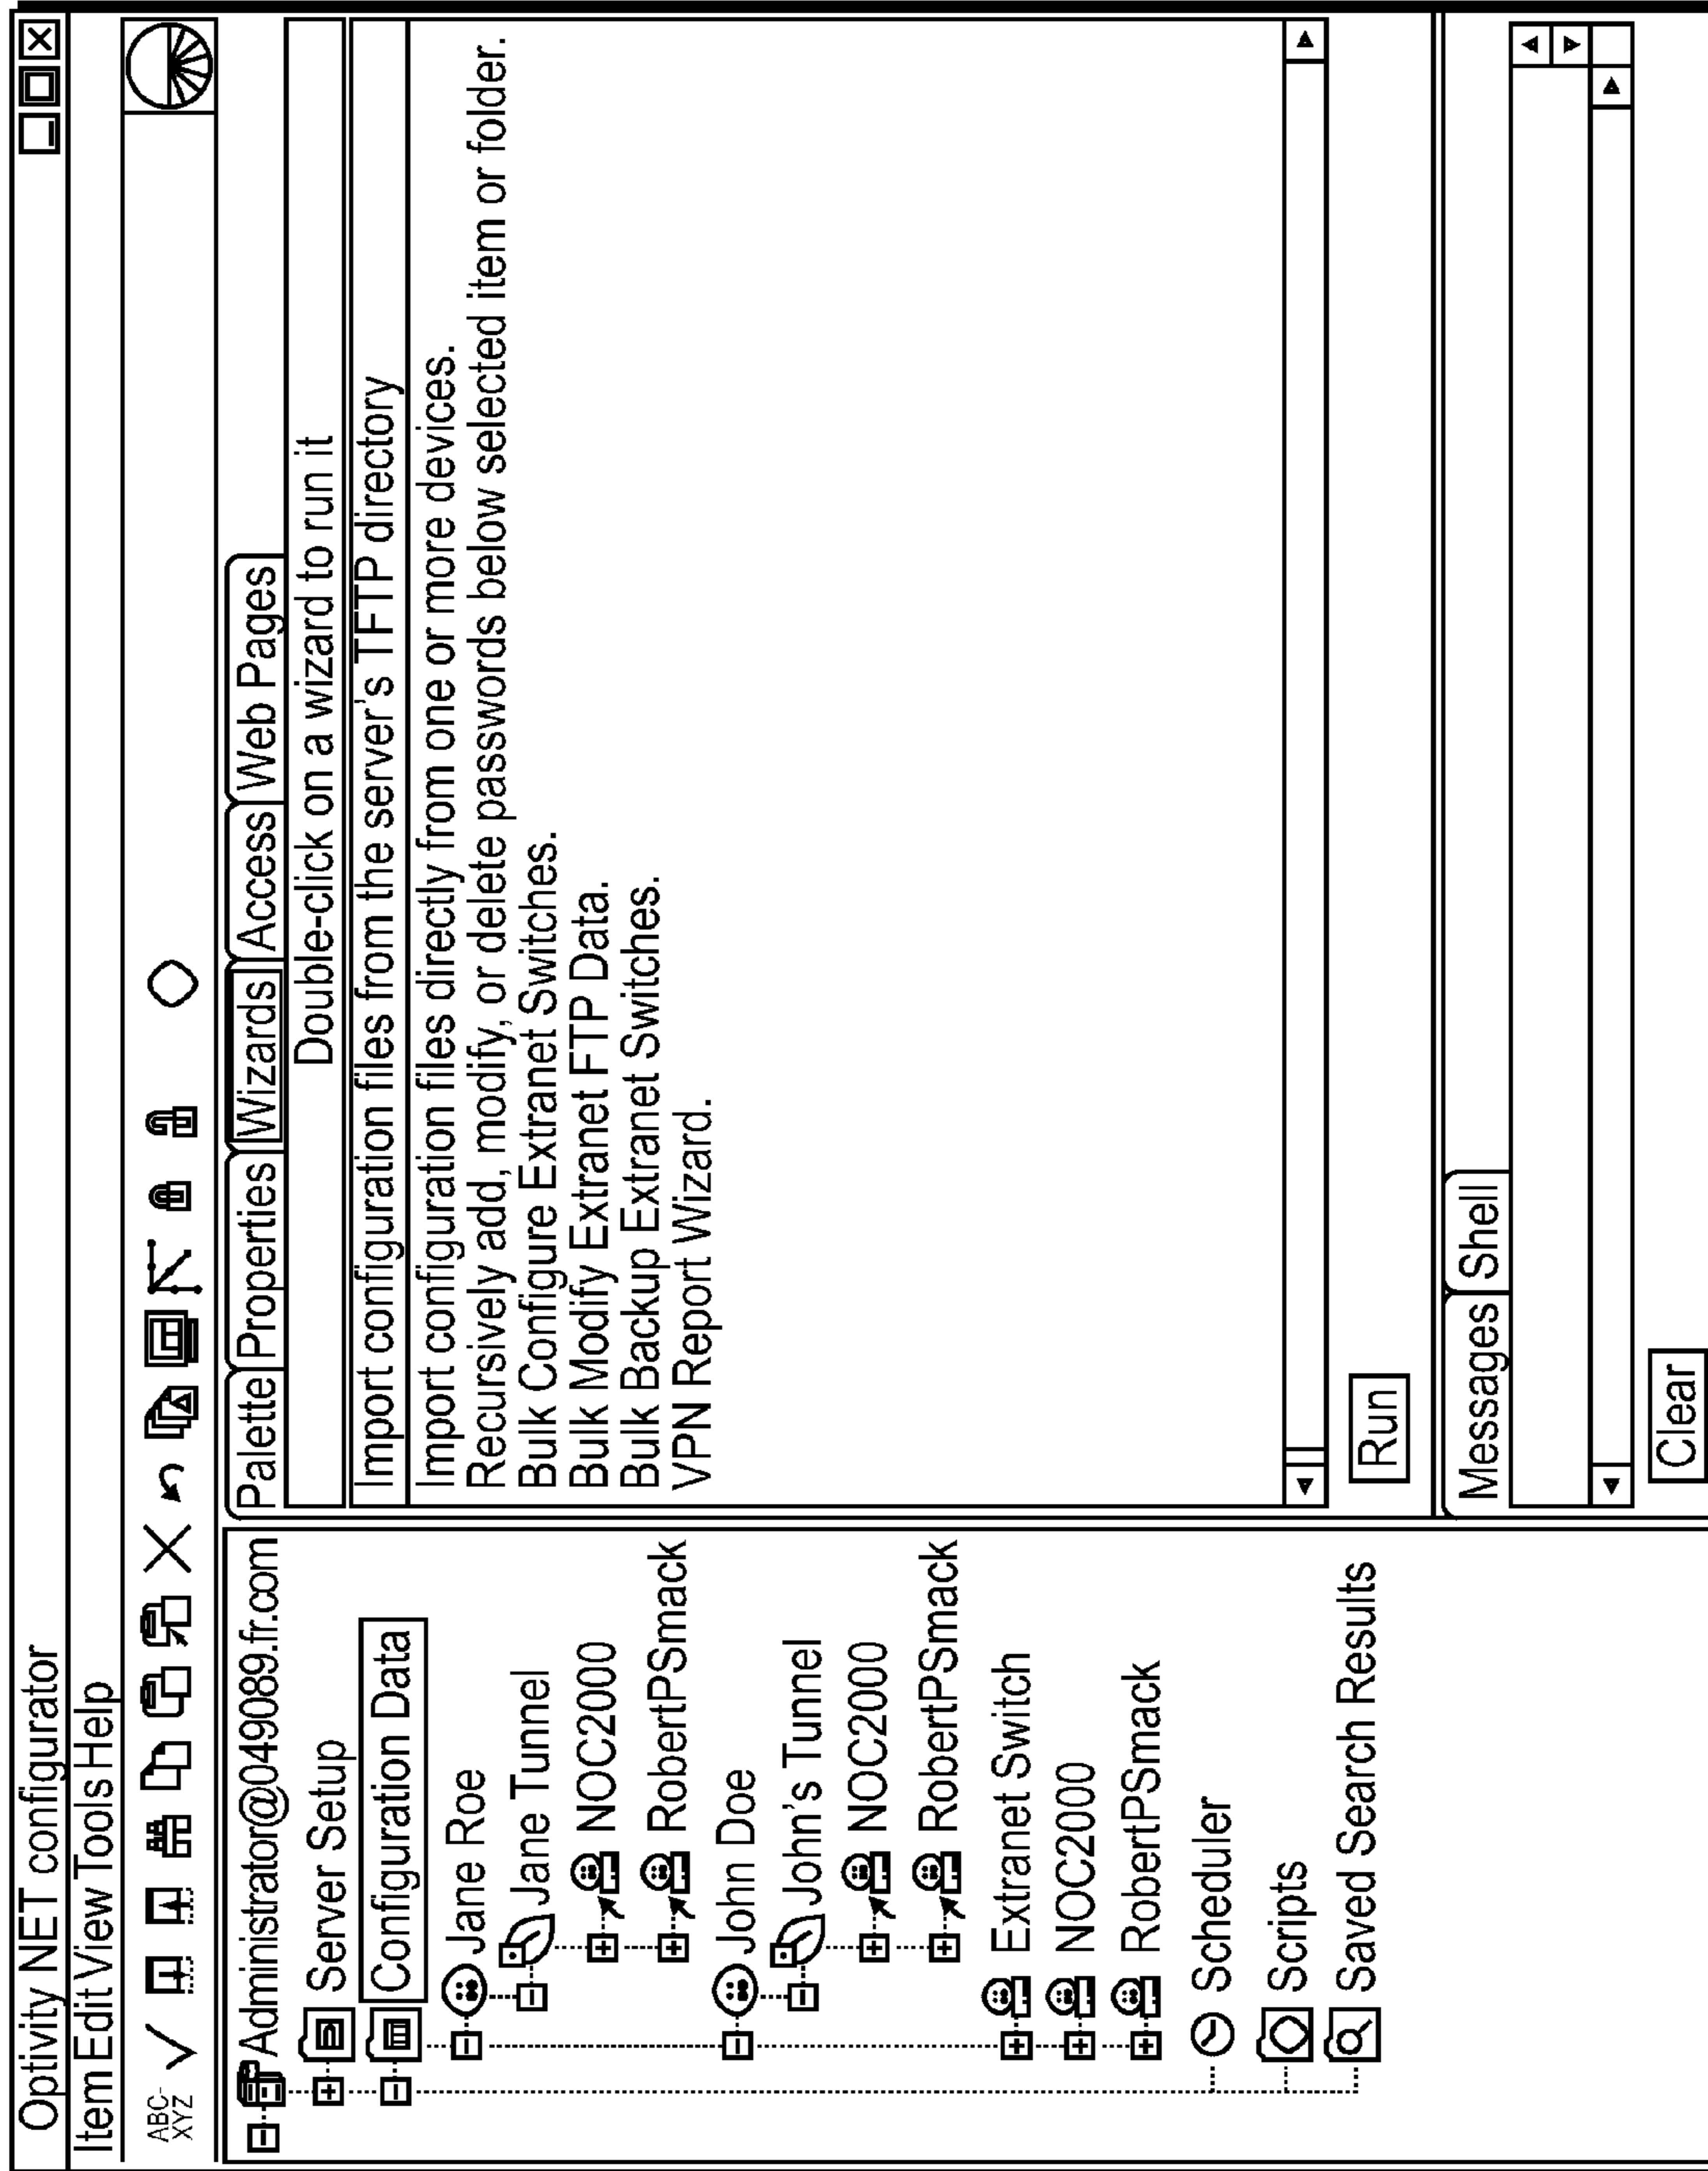 Optivity NET configurator
Item Edit View Tools Help
ABC-
XYZ
Administrator@049089.fr.com
Server Setup
Configuration Data
Jane Roe
Jane Tunnel
NOC2000
RobertPSmack
John Doe
John's Tunnel
NOC2000
RobertPSmack
Extranet Switch
NOC2000
RobertPSmack
Scheduler
Scripts
Saved Search Results
Palette Properties Wizards Access Web Pages
Double-click on a wizard to run it
Import configuration files from the server's TFTP directory
Import configuration files directly from one or more devices.
Recursively add, modify, or delete passwords below selected item or folder.
Bulk Configure Extranet Switches.
Bulk Modify Extranet FTP Data.
Bulk Backup Extranet Switches.
VPN Report Wizard.
Run
Messages Shell
Clear